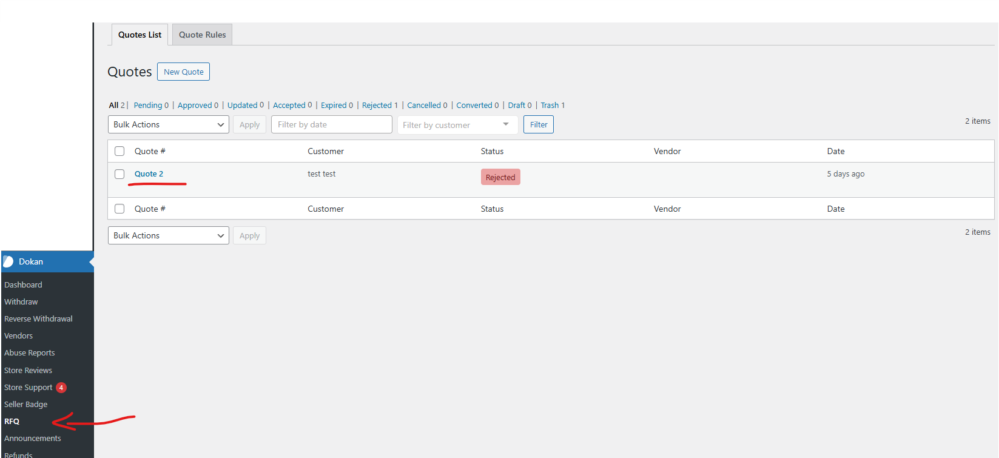 Quotes List Quote Rules
Quotes New Quote
All 2 | Pending 0 | Approved 0 | Updated 0 | Accepted 0 | Expired 0 | Rejected 1 | Cancelled 0 | Converted 0 | Draft 0 | Trash 1
Bulk Actions Apply Filter by date Filter by customer Filter 2 items
Quote # Customer Status Vendor Date
Quote 2 test test Rejected 5 days ago
Quote # Customer Status Vendor Date
Bulk Actions Apply 2 items
Dokan
Dashboard
Withdraw
Reverse Withdrawal
Vendors
Abuse Reports
Store Reviews
Store Support 4
Seller Badge
RFQ
Announcements
Refunds